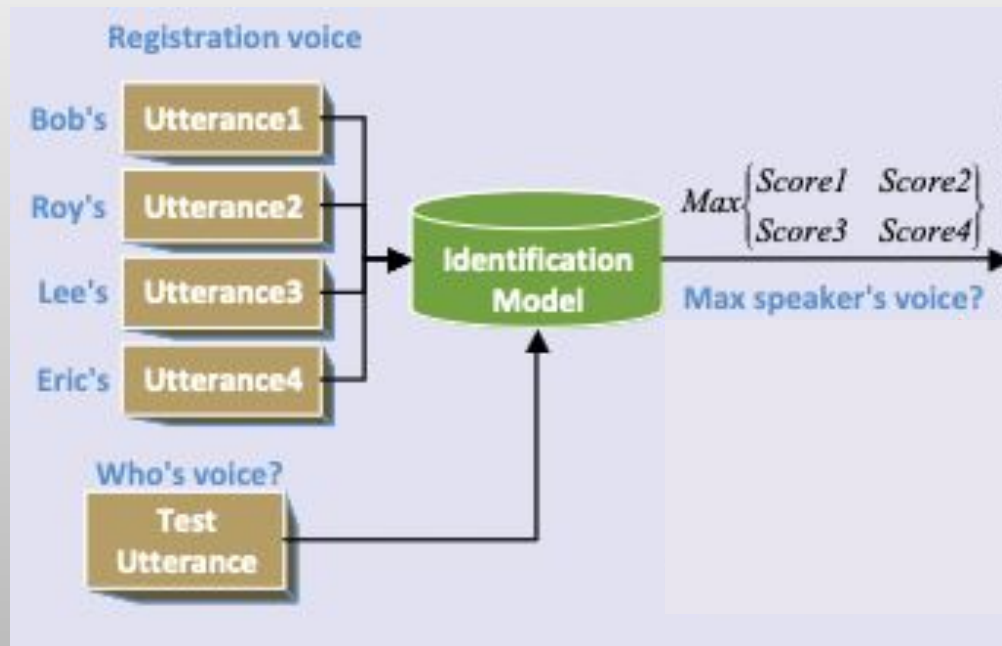 Registration voice
Bob's Utterance1
Roy's Utterance2
Lee's Utterance3
Eric's Utterance4
Who's voice?
Test
Utterance
Identification
Model
Max{Score1 Score2
Score3 Score4}
Max speaker's voice?